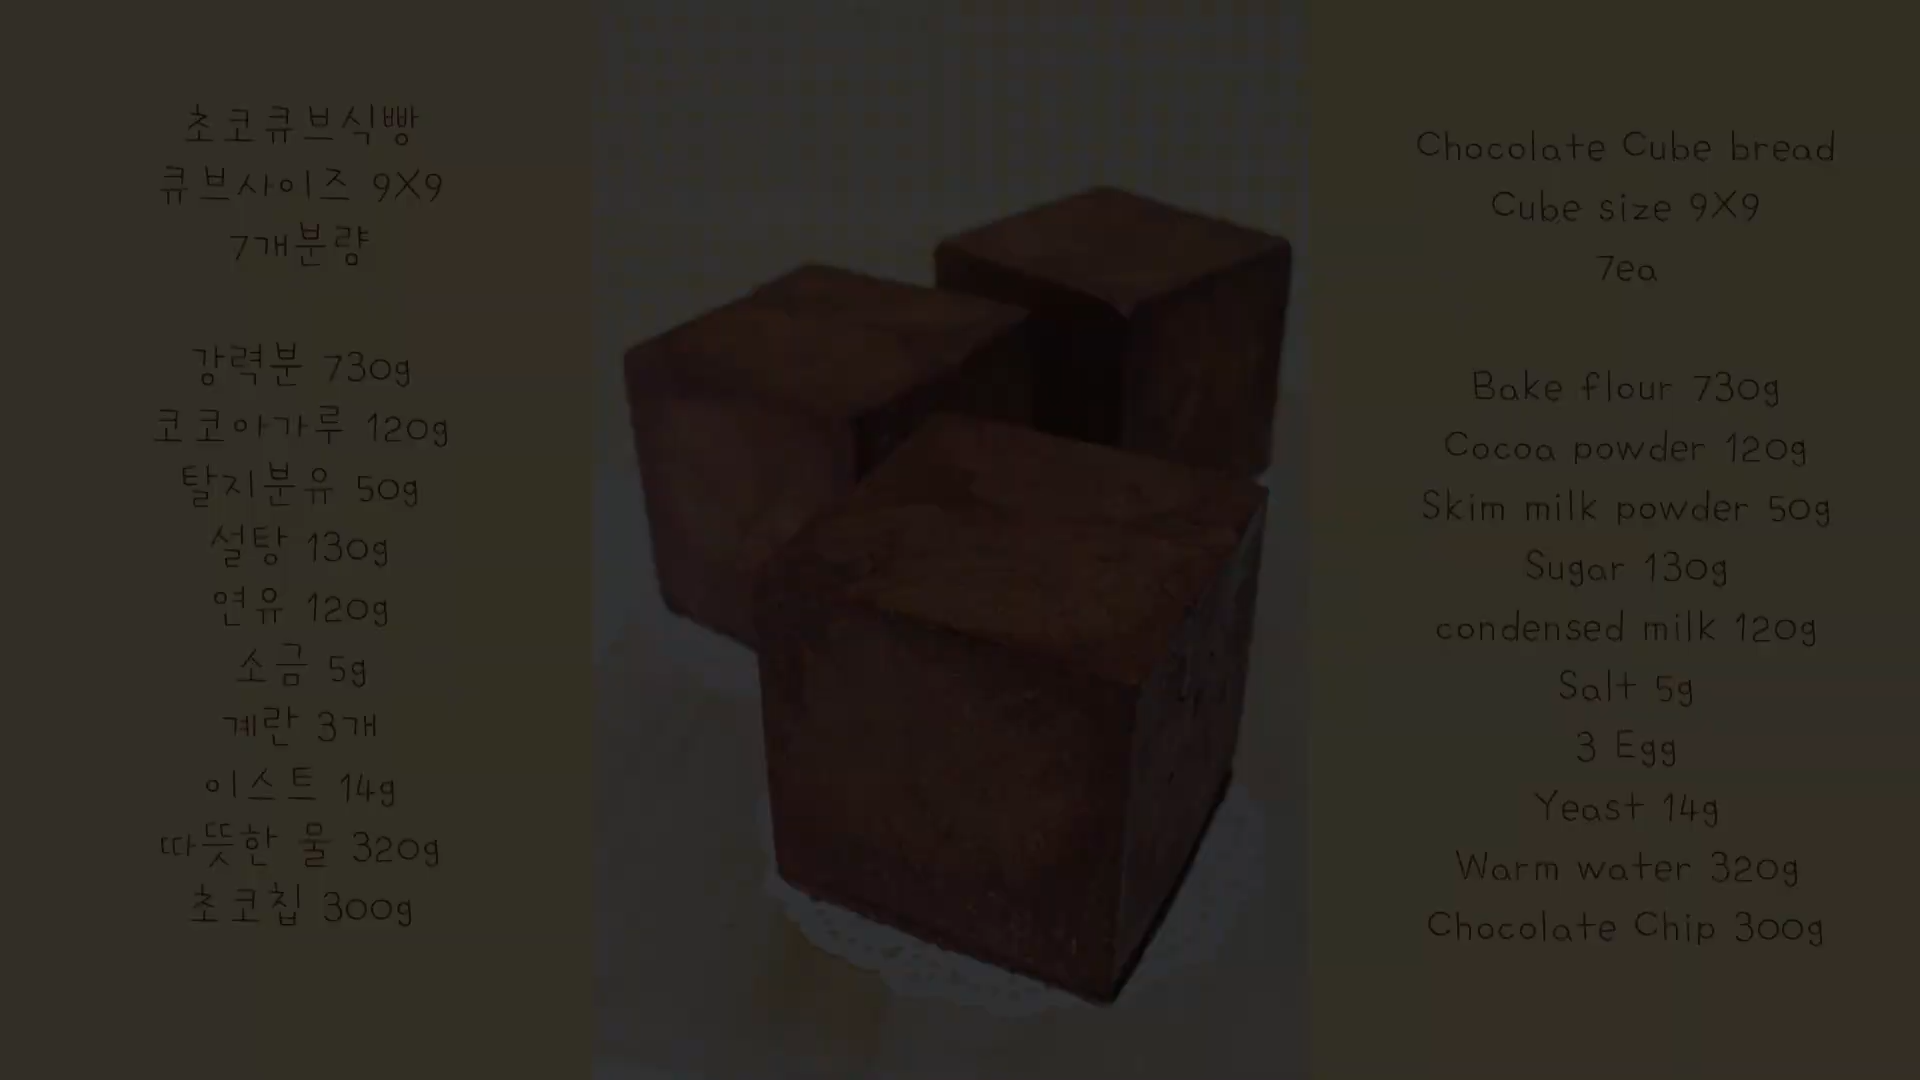 초코큐브식빵
큐브사이즈 9X9
7개분량
강력분 730g
코코아가루 120g
탈지분유 50g
설탕 130g
연유 120g
소금 5g
계란 3개
이스트 14g
따뜻한 물 320g
초코칩 300g
Chocolate Cube bread
Cube size 9X9
7ea
Bake flour 730g
Cocoa powder 120g
Skim milk powder 50g
Sugar 130g
condensed milk 120g
Salt 5g
3 Egg
Yeast 14g
Warm water 320g
Chocolate Chip 300g